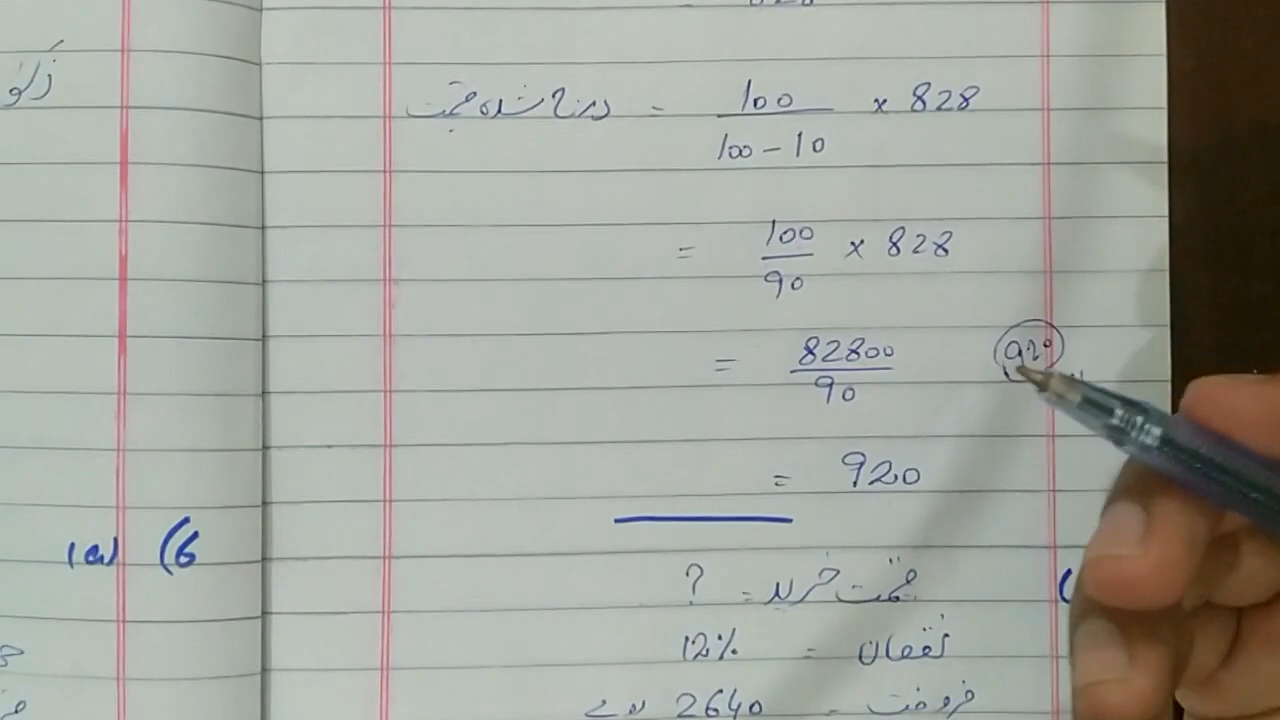 درج شدہ قیمت = 100/(100-10) × 828
= 100/90 × 828
= 82800/90 920
= 920
قیمت خرید = ?
نقصان = 12%
فروخت = 2640 روپے
(6